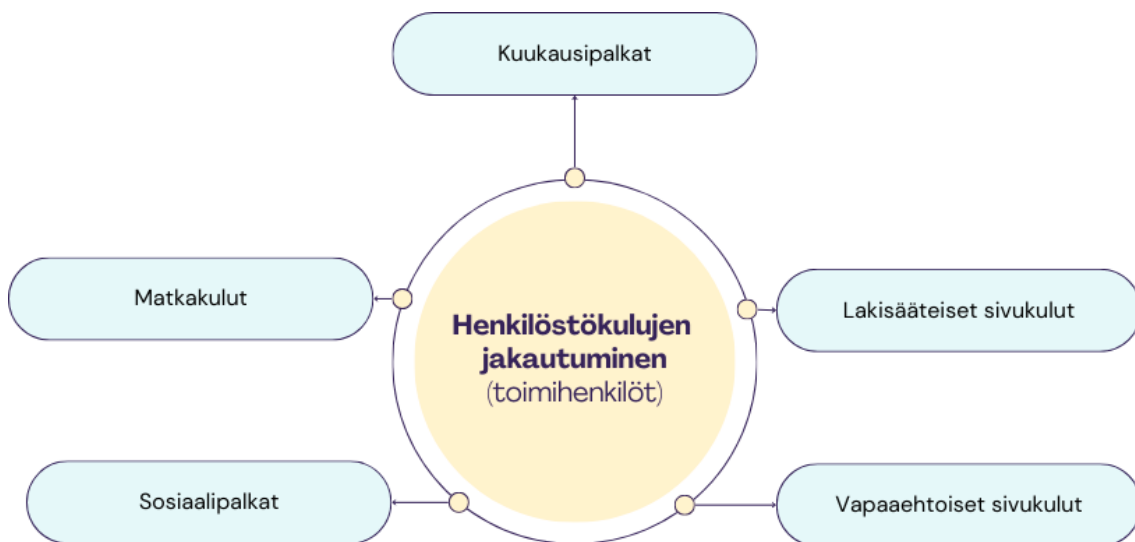 Kuukausipalkat
Matkakulut
Lakisääteiset sivukulut
Henkilöstökulujen
jakautuminen
(toimihenkilöt)
Sosiaalipalkat
Vapaaehtoiset sivukulut